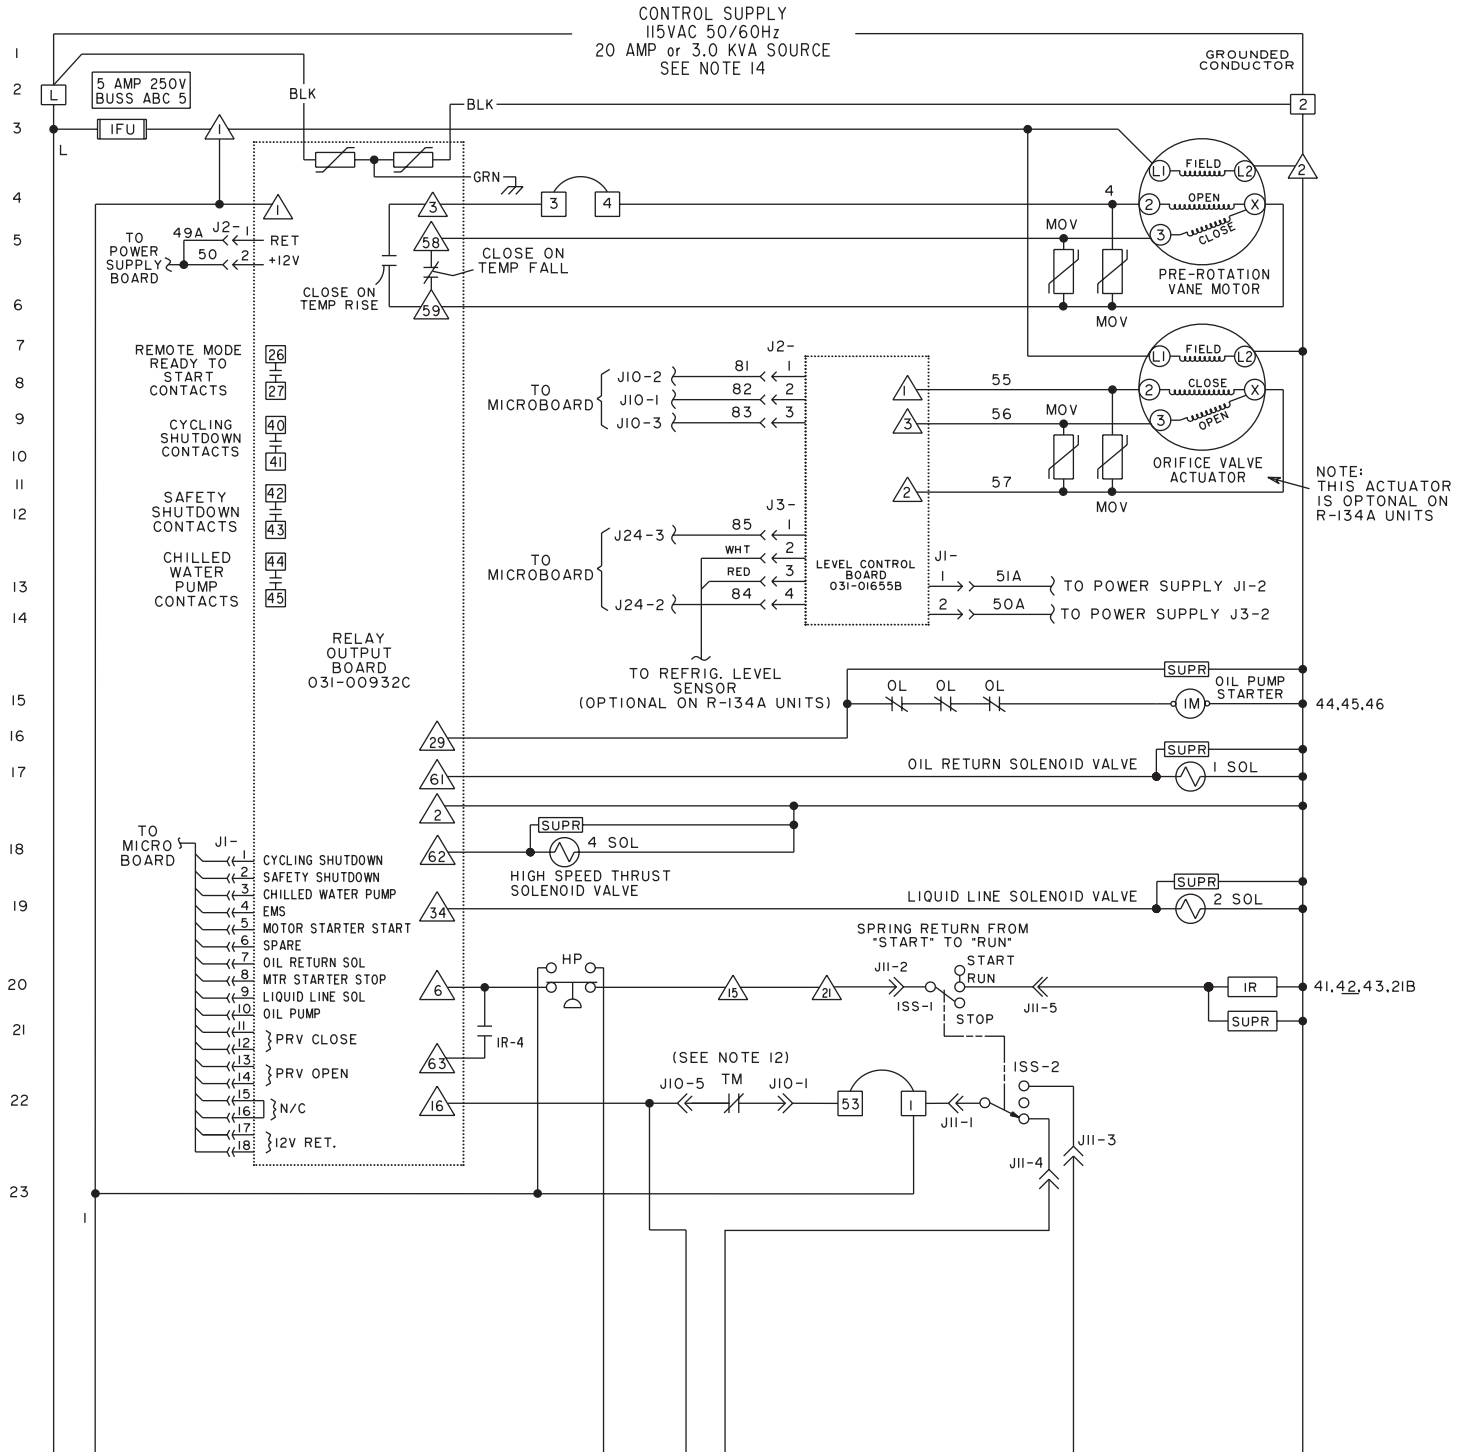 CONTROL SUPPLY
115VAC 50/60Hz
20 AMP or 3.0 KVA SOURCE
SEE NOTE 14
GROUNDED
CONDUCTOR
1
2
L
5 AMP 250V
BUSS ABC 5
BLK
BLK
2
3
1FU
1
L
FIELD
L1
L2
2
GRN
4
1
3
3
4
4
2
OPEN
X
5
TO
POWER
SUPPLY
BOARD
49A
J2-
1
RET
50
2
+12V
58
CLOSE ON
TEMP FALL
MOV
3
CLOSE
PRE-ROTATION
VANE MOTOR
CLOSE ON
TEMP RISE
6
59
MOV
7
REMOTE MODE
READY TO
START
CONTACTS
26
27
J2-
L1
FIELD
L2
8
TO
MICROBOARD
J10-2
81
1
J10-1
82
2
J10-3
83
3
1
55
2
CLOSE
X
9
CYCLING
SHUTDOWN
CONTACTS
40
41
3
56
MOV
3
OPEN
10
ORIFICE VALVE
ACTUATOR
NOTE:
THIS ACTUATOR
IS OPTONAL ON
R-134A UNITS
11
SAFETY
SHUTDOWN
CONTACTS
42
43
2
57
MOV
12
J3-
TO
MICROBOARD
J24-3
85
1
WHT
2
RED
3
J24-2
84
4
LEVEL CONTROL
BOARD
031-01655B
J1-
1
51A
TO POWER SUPPLY J1-2
2
50A
TO POWER SUPPLY J3-2
CHILLED
WATER
PUMP
CONTACTS
44
45
13
14
RELAY
OUTPUT
BOARD
031-00932C
TO REFRIG. LEVEL
SENSOR
(OPTIONAL ON R-134A UNITS)
SUPR
OIL PUMP
STARTER
15
OL
OL
OL
1M
44,45,46
16
29
SUPR
17
61
OIL RETURN SOLENOID VALVE
1 SOL
2
TO
MICRO
BOARD
J1-
18
62
SUPR
4 SOL
HIGH SPEED THRUST
SOLENOID VALVE
1
CYCLING SHUTDOWN
2
SAFETY SHUTDOWN
3
CHILLED WATER PUMP
4
EMS
5
MOTOR STARTER START
6
SPARE
7
OIL RETURN SOL
8
MTR STARTER STOP
9
LIQUID LINE SOL
10
OIL PUMP
11
12
PRV CLOSE
13
14
PRV OPEN
15
16
N/C
17
18
12V RET.
19
34
LIQUID LINE SOLENOID VALVE
SUPR
2 SOL
SPRING RETURN FROM
"START" TO "RUN"
20
6
HP
15
21
J11-2
1SS-1
START
RUN
STOP
J11-5
1R
41,42,43,21B
SUPR
21
1R-4
63
(SEE NOTE 12)
1SS-2
22
16
J10-5
TM
J10-1
53
1
J11-1
J11-4
J11-3
23
1